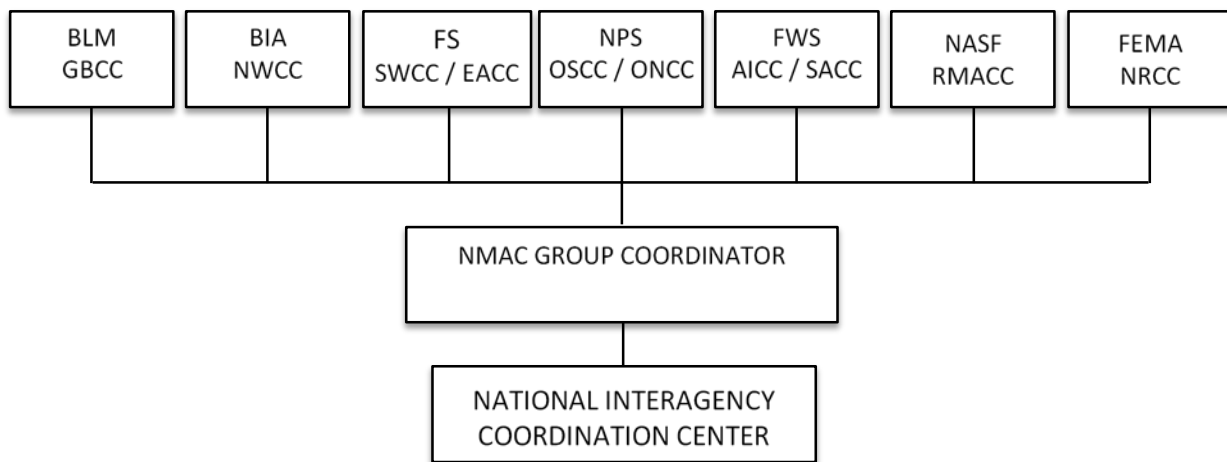 BLM
GBCC
BIA
NWCC
FS
SWCC / EACC
NPS
OSCC / ONCC
FWS
AICC / SACC
NASF
RMACC
FEMA
NRCC
NMAC GROUP COORDINATOR
NATIONAL INTERAGENCY
COORDINATION CENTER